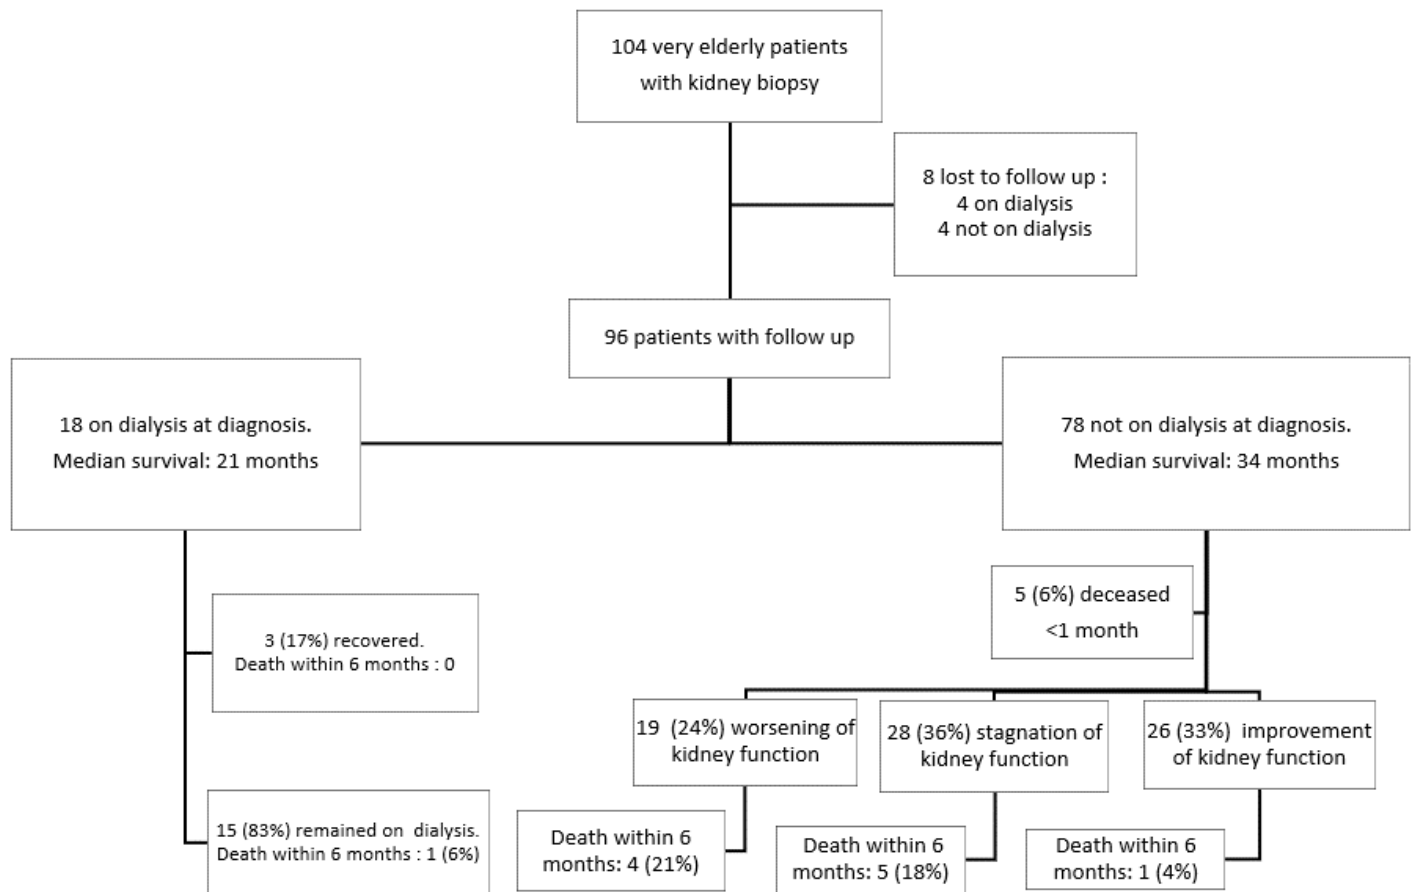 104 very elderly patients
with kidney biopsy
8 lost to follow up :
4 on dialysis
4 not on dialysis
96 patients with follow up
18 on dialysis at diagnosis.
Median survival: 21 months
78 not on dialysis at diagnosis.
Median survival: 34 months
5 (6%) deceased
<1 month
3 (17%) recovered.
Death within 6 months : 0
15 (83%) remained on  dialysis.
Death within 6 months : 1 (6%)
19  (24%) worsening of
kidney function
28 (36%) stagnation of
kidney function
26 (33%)  improvement
of kidney function
Death within 6
months: 4 (21%)
Death within 6
months: 5 (18%)
Death within 6
months: 1 (4%)